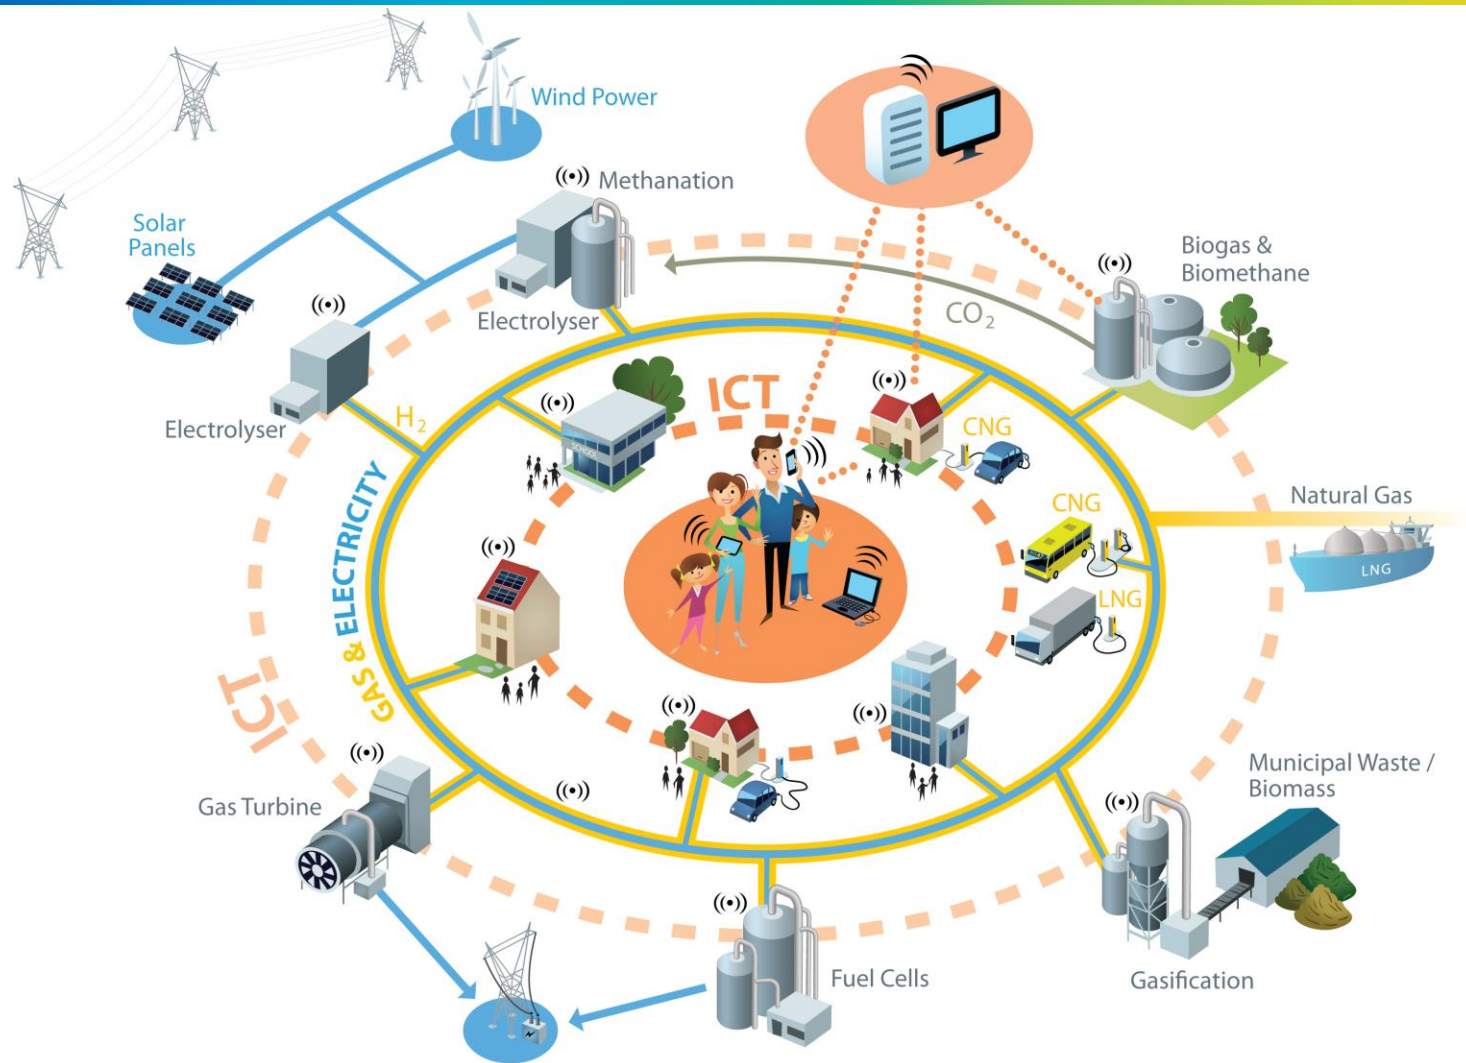 Wind Power
Methanation
Solar
Panels
Biogas &
Biomethane
CO2
Electrolyser
Electrolyser
H2
ICT
CNG
SCHOOL
GAS & ELECTRICITY
CNG
Natural Gas
LNG
LNG
ICT
Gas Turbine
Municipal Waste /
Biomass
Fuel Cells
Gasification